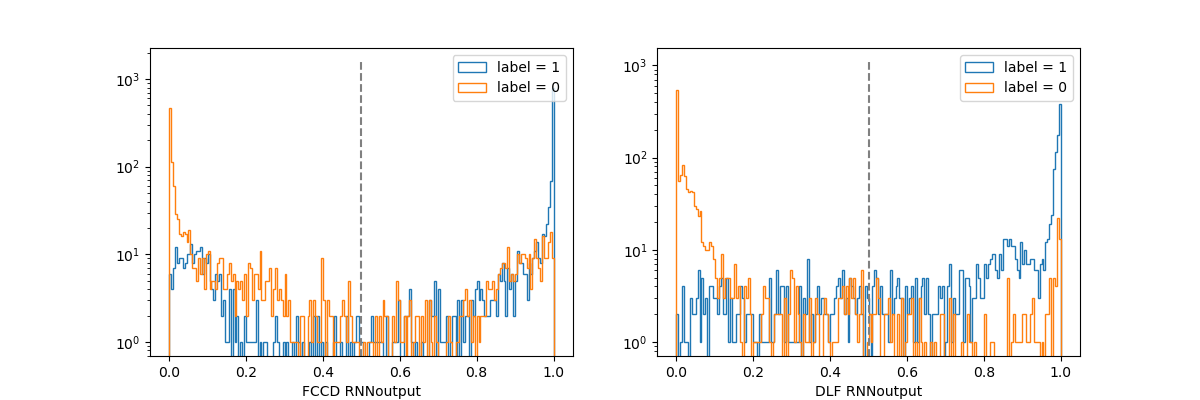 10³
10²
10¹
10⁰
0.0 0.2 0.4 0.6 0.8 1.0
FCCD RNNoutput
label = 1
label = 0
10³
10²
10¹
10⁰
0.0 0.2 0.4 0.6 0.8 1.0
DLF RNNoutput
label = 1
label = 0